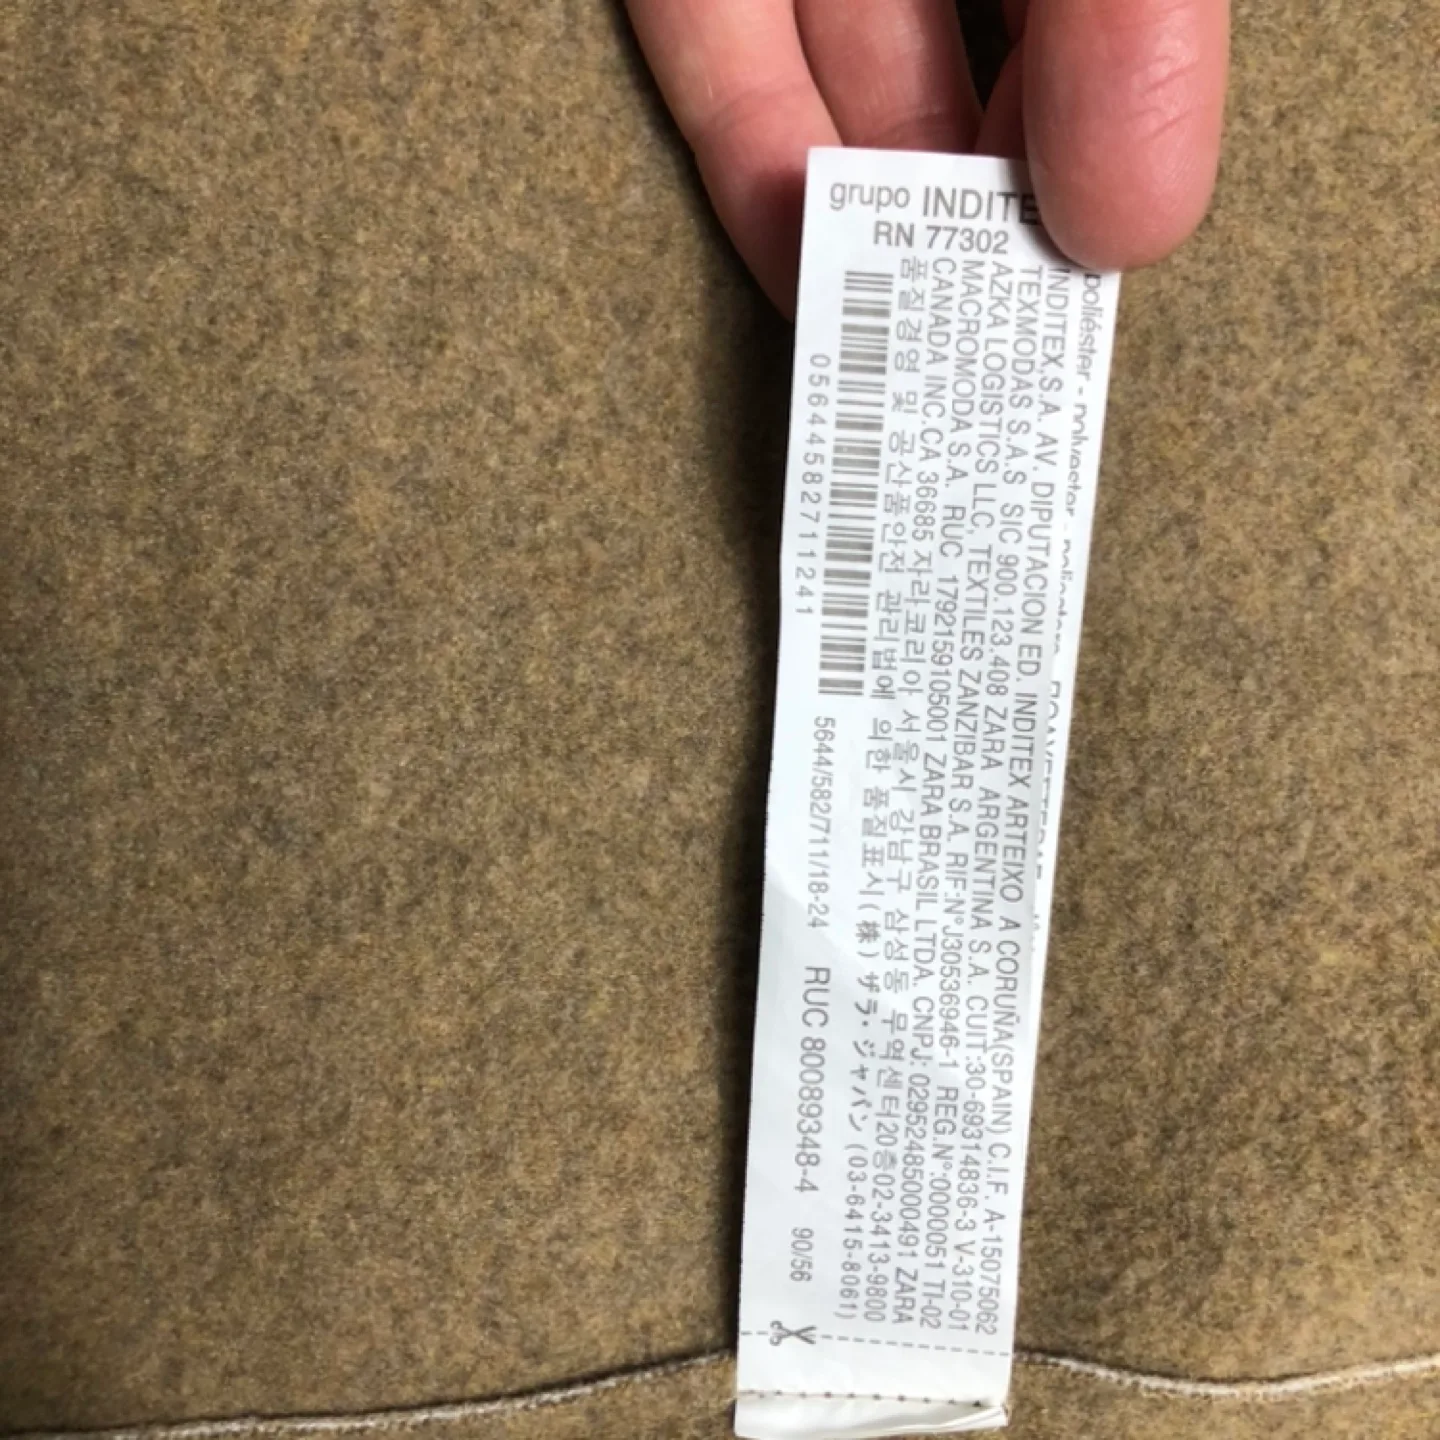 grupo INDITE
RN 77302
poliéster - polyester - poliestere
INDITEX,S.A. AV. DIPUTACION ED. INDITEX ARTEIXO A CORUÑA(SPAIN) C.I.F. A-15075062
TEXMODAS S.A.S SIC 900.123.408 ZARA ARGENTINA S.A. CUIT:30-69314836-3 V-310-01
AZKA LOGISTICS LLC, TEXTILES ZANZIBAR S.A. RIF:Nº J30536946-1 REG.Nº:0000051 TI-02
MACROMODA S.A. RUC 1792159105001 ZARA BRASIL LTDA. CNPJ: 02952485000491 ZARA
CANADA INC.CA 36685 자라코리아 서울시 강남구 삼성동 무역센터20층02-3413-9800
품질경영 및 공산품안전 관리법에 의한 품질표시(株)ザラ・ジャパン(03-6415-8061)
05644582711241
5644/582/711/18-24 RUC 80089348-4 90/56